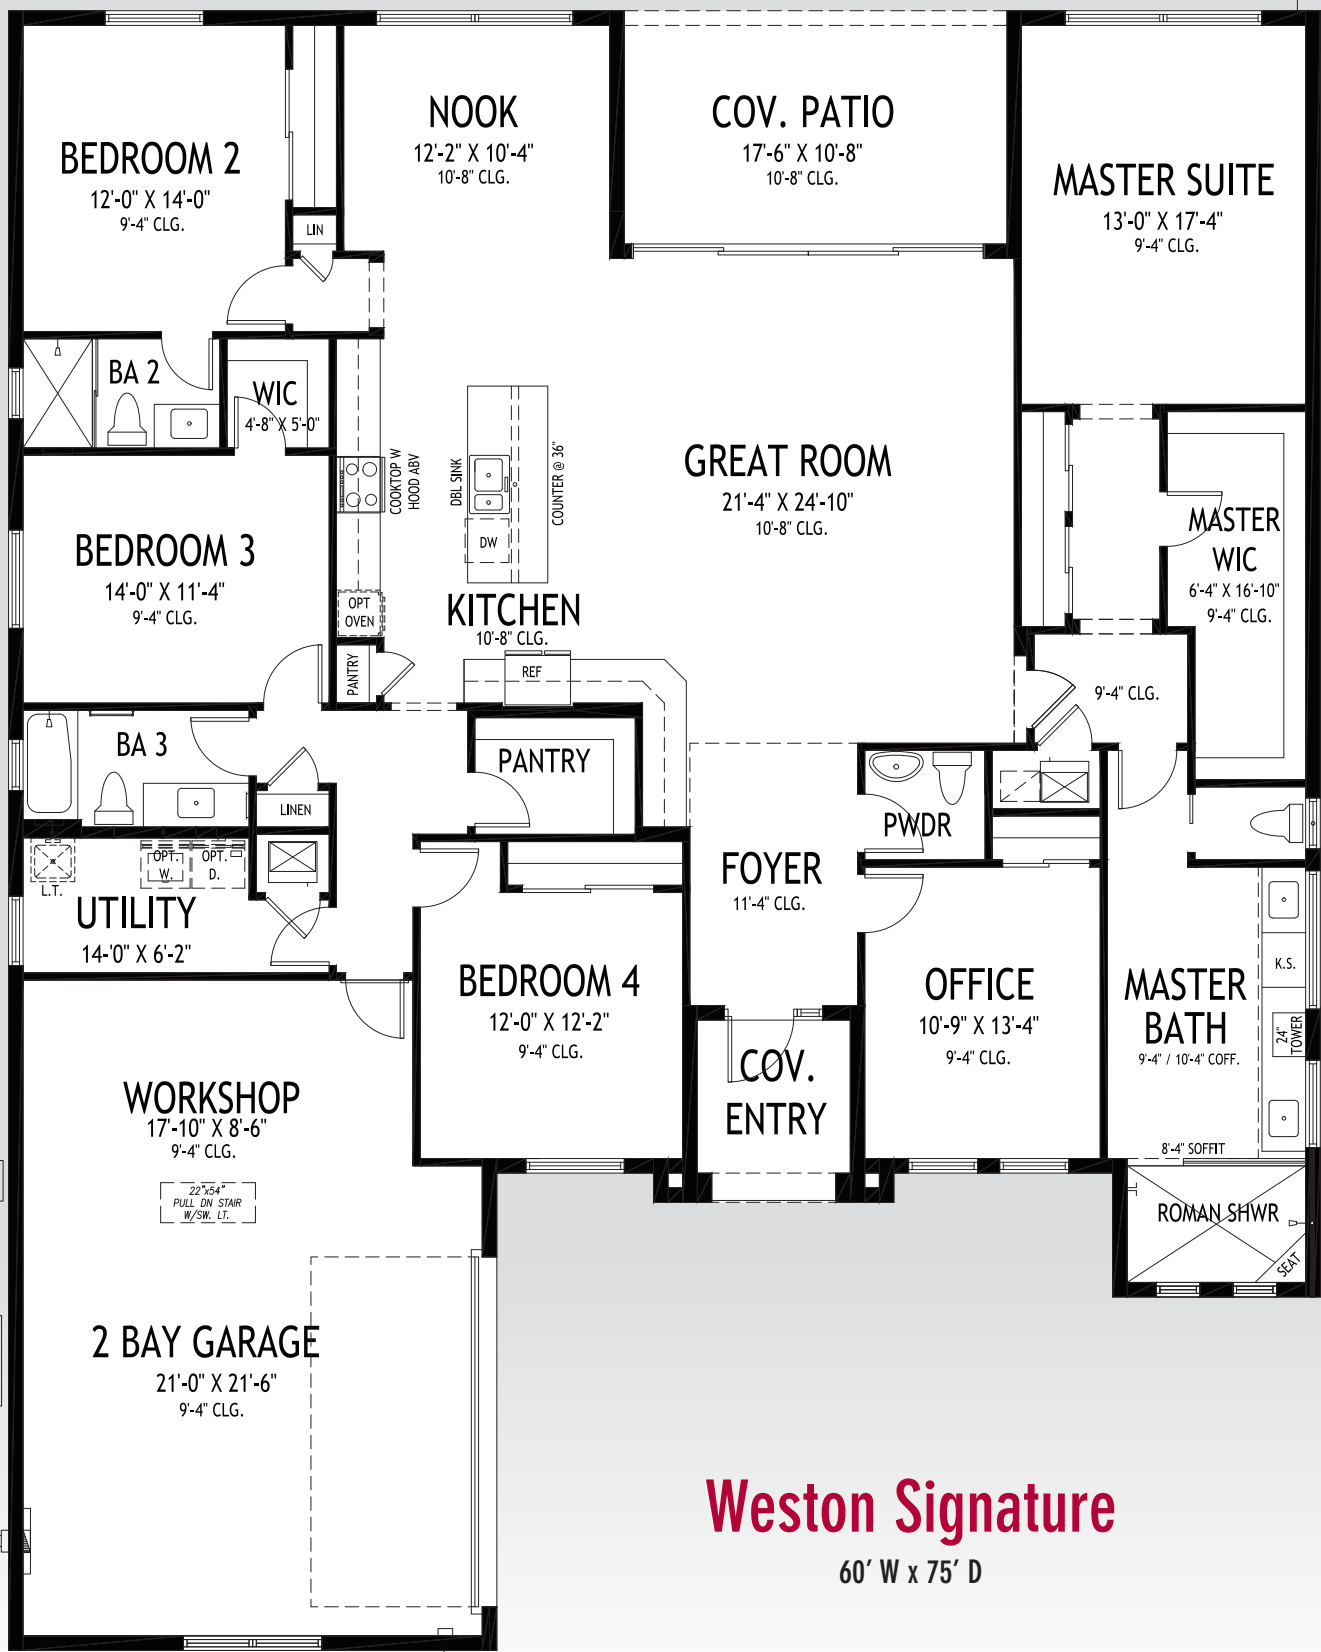 BEDROOM 2
12'-0" X 14'-0"
9'-4" CLG.
LIN
NOOK
12'-2" X 10'-4"
10'-8" CLG.
COV. PATIO
17'-6" X 10'-8"
10'-8" CLG.
MASTER SUITE
13'-0" X 17'-4"
9'-4" CLG.
BA 2
WIC
4'-8" X 5'-0"
COOKTOP W
HOOD ABV
DBL SINK
DW
COUNTER @ 36"
GREAT ROOM
21'-4" X 24'-10"
10'-8" CLG.
MASTER
WIC
6'-4" X 16'-10"
9'-4" CLG.
BEDROOM 3
14'-0" X 11'-4"
9'-4" CLG.
OPT
OVEN
KITCHEN
10'-8" CLG.
PANTRY
REF
9'-4" CLG.
BA 3
LINEN
PANTRY
PWDR
FOYER
11'-4" CLG.
OPT.
W.
OPT.
D.
L.T.
UTILITY
14'-0" X 6'-2"
BEDROOM 4
12'-0" X 12'-2"
9'-4" CLG.
OFFICE
10'-9" X 13'-4"
9'-4" CLG.
K.S.
24"
TOWER
MASTER
BATH
9'-4" / 10'-4" COFF.
8'-4" SOFFIT
COV.
ENTRY
WORKSHOP
17'-10" X 8'-6"
9'-4" CLG.
22"x54"
PULL DN STAIR
W/SW. LT.
ROMAN SHWR
SEAT
2 BAY GARAGE
21'-0" X 21'-6"
9'-4" CLG.
Weston Signature
60' W x 75' D